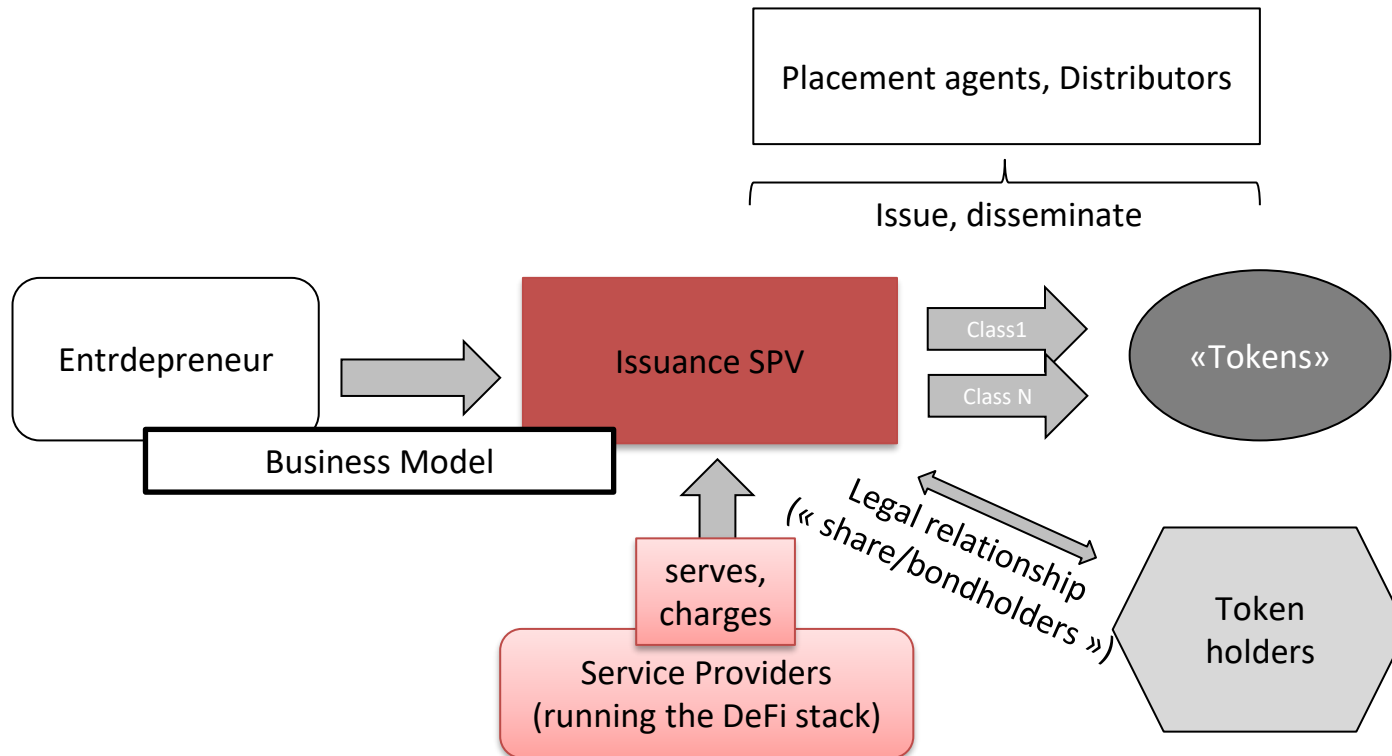 Placement agents, Distributors
Issue, disseminate
Entrdepreneur
Issuance SPV
Class1
Class N
«Tokens»
Business Model
Legal relationship
(« share/bondholders »)
serves,
charges
Service Providers
(running the DeFi stack)
Token
holders